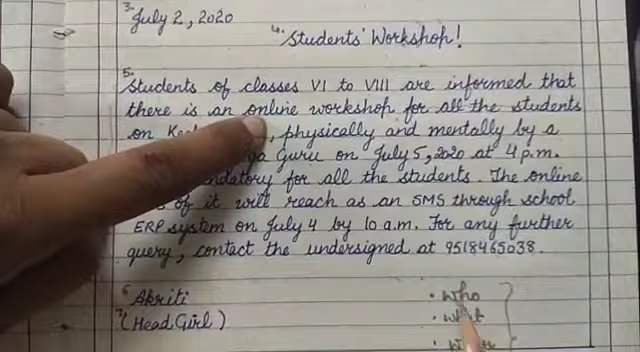 3. July 2, 2020
4. Students' Workshop!
5. Students of classes VI to VIII are informed that
there is an online workshop for all the students
on , physically and mentally by a
Guru on July 5, 2020 at 4 p.m.
for all the students. The online
of it will reach as an SMS through school
ERP system on July 4 by 10 a.m. For any further
query, contact the undersigned at 9518465038.
6. Akriti
7. (Head Girl)
• Who